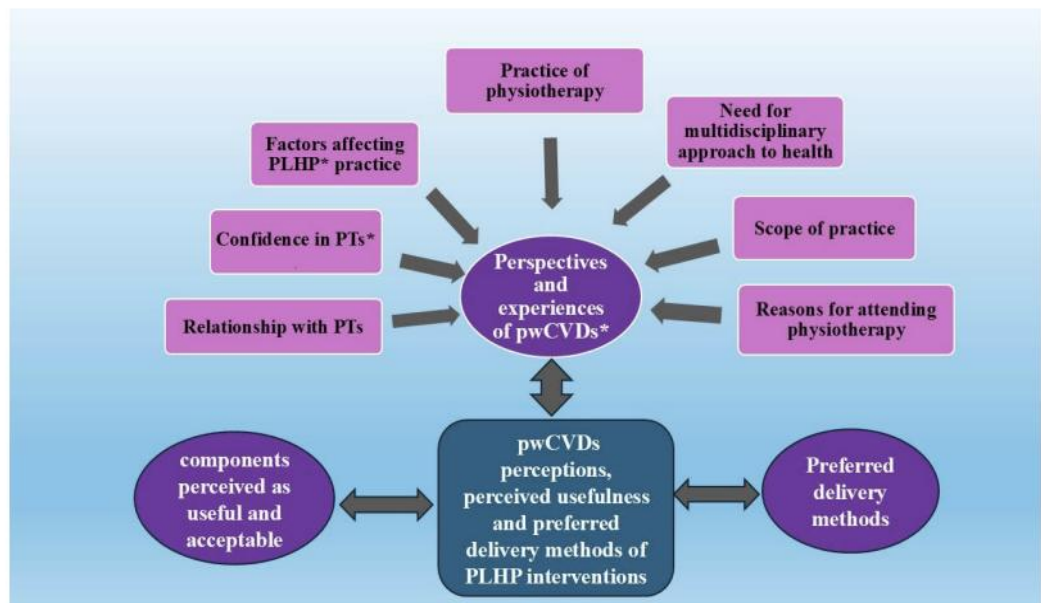 Practice of
physiotherapy
Need for
multidisciplinary
approach to health
Factors affecting
PLHP* practice
Confidence in PTs*
Scope of practice
Relationship with PTs
Reasons for attending
physiotherapy
Perspectives
and
experiences
of pwCVDs*
components
perceived as
useful and
acceptable
pwCVDs
perceptions,
perceived usefulness
and preferred
delivery methods of
PLHP interventions
Preferred
delivery
methods